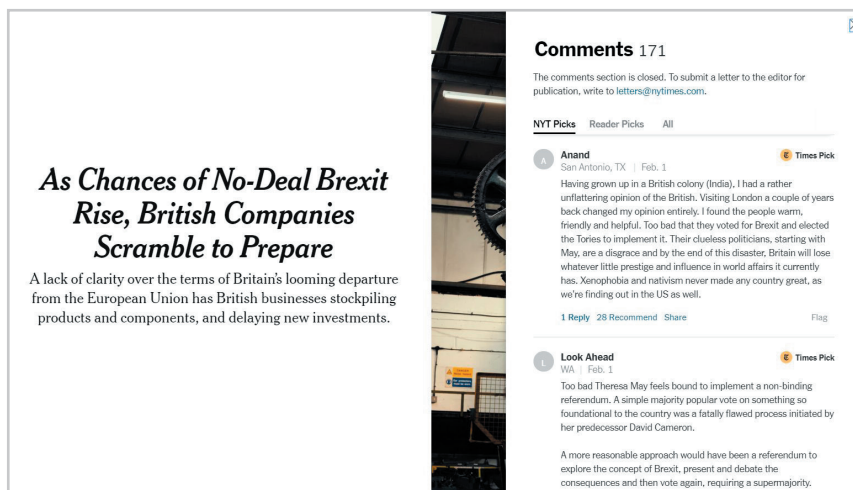 As Chances of No-Deal Brexit
Rise, British Companies
Scramble to Prepare
A lack of clarity over the terms of Britain's looming departure
from the European Union has British businesses stockpiling
products and components, and delaying new investments.
Comments 171
The comments section is closed. To submit a letter to the editor for
publication, write to letters@nytimes.com.
NYT Picks Reader Picks All
A Anand Times Pick
San Antonio, TX | Feb. 1
Having grown up in a British colony (India), I had a rather
unflattering opinion of the British. Visiting London a couple of years
back changed my opinion entirely. I found the people warm,
friendly and helpful. Too bad that they voted for Brexit and elected
the Tories to implement it. Their clueless politicians, starting with
May, are a disgrace and by the end of this disaster, Britain will lose
whatever little prestige and influence in world affairs it currently
has. Xenophobia and nativism never made any country great, as
we're finding out in the US as well.
1 Reply 28 Recommend Share Flag
L Look Ahead Times Pick
WA | Feb. 1
Too bad Theresa May feels bound to implement a non-binding
referendum. A simple majority popular vote on something so
foundational to the country was a fatally flawed process initiated by
her predecessor David Cameron.
A more reasonable approach would have been a referendum to
explore the concept of Brexit, present and debate the
consequences and then vote again, requiring a supermajority.